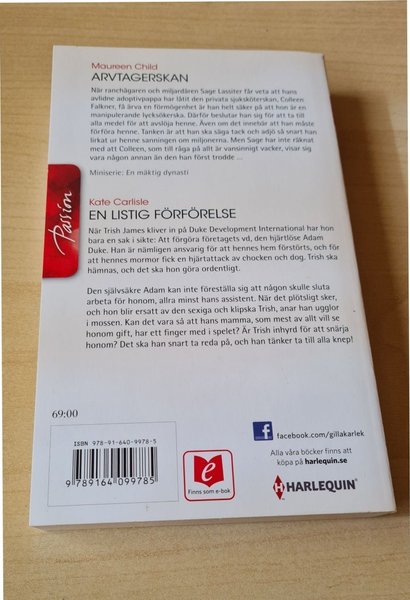 Maureen Child
ARVTAGERSKAN
När ranchägaren och miljardären Sage Lassiter får veta att hans
avlidne adoptivpappa har låtit den privata sjuksköterskan, Colleen
Falkner, få ärva en förmögenhet är han helt säker på att hon är en
manipulerande lycksökerska. Därför beslutar han sig för att ta till
alla medel för att avslöja henne. Även om det innebär att han måste
förföra henne. Tanken är att han ska säga tack och adjö så snart han
lirkat ur henne sanningen om miljonerna. Men Sage har inte räknat
med att Colleen, som till råga på allt är vansinnigt vacker, visar sig
vara någon annan än den han först trodde ...
Miniserie: En mäktig dynasti
Passion
Kate Carlisle
EN LISTIG FÖRFÖRELSE
När Trish James kliver in på Duke Development International har hon
bara en sak i sikte: Att förgöra företagets vd, den hjärtlöse Adam
Duke. Han är nämligen ansvarig för att hennes hem förstörts, och för
att hennes mormor fick en hjärtattack av chocken och dog. Trish ska
hämnas, och det ska hon göra ordentligt.
Den självsäkre Adam kan inte föreställa sig att någon skulle sluta
arbeta för honom, allra minst hans assistent. När det plötsligt sker,
och hon blir ersatt av den sexiga och klipska Trish, anar han ugglor
i mossen. Kan det vara så att hans mamma, som mest av allt vill se
honom gift, har ett finger med i spelet? Är Trish inhyrd för att snärja
honom? Det ska han snart ta reda på, och han tänker ta till alla knep!
69:00
ISBN 978-91-640-9978-5
9 789164 099785
e
Finns som e-bok
f
facebook.com/gillakarlek
Alla våra böcker finns att
köpa på harlequin.se
HARLEQUIN®